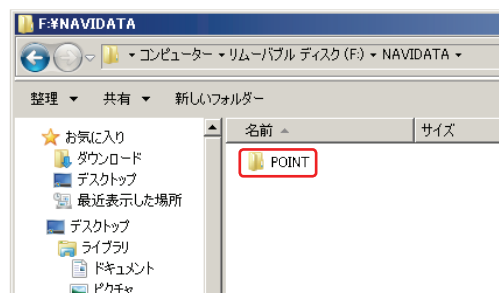 F:¥NAVIDATA
コンピューター ▾ リムーバブル ディスク (F:) ▾ NAVIDATA ▾
整理 ▼ 共有 ▼ 新しいフォルダー
お気に入り
ダウンロード
デスクトップ
最近表示した場所
デスクトップ
ライブラリ
ドキュメント
ピクチャ
名前 サイズ
POINT